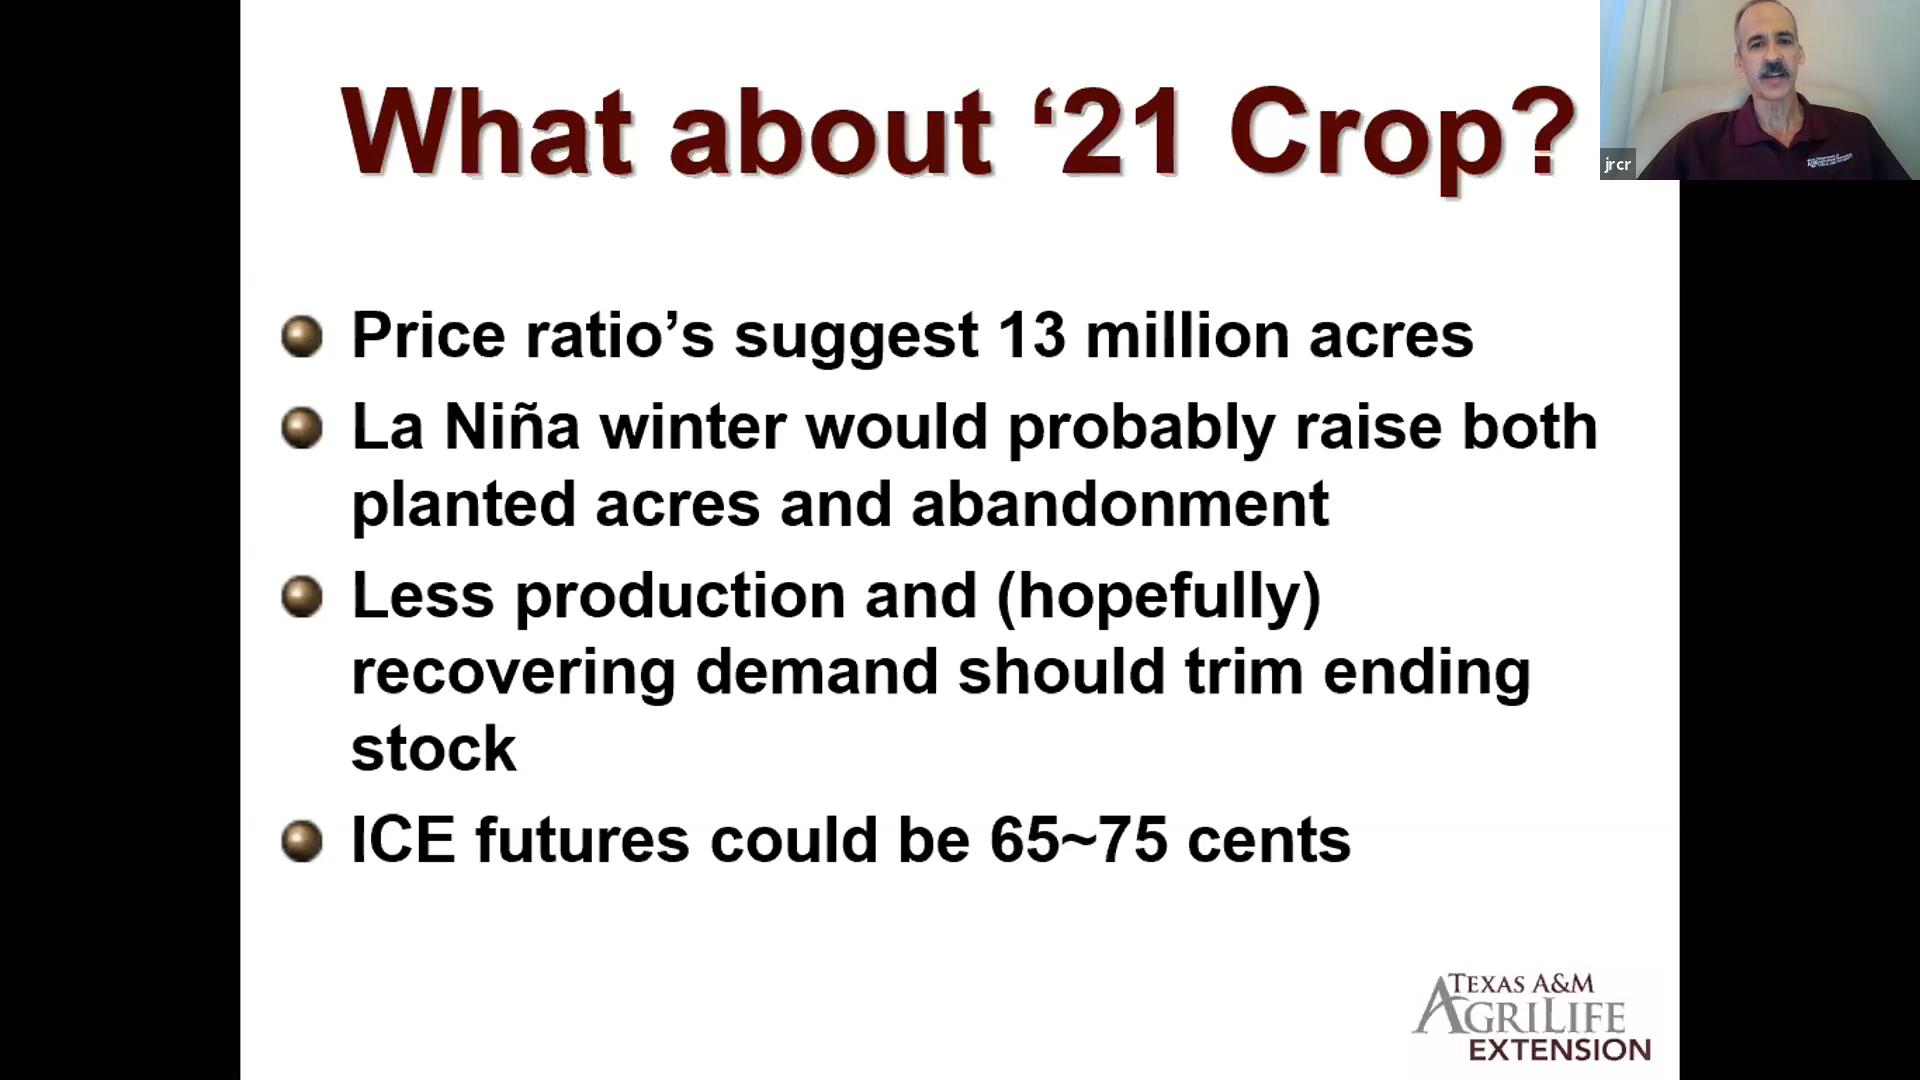 What about ‘21 Crop?
jrcr
Price ratio’s suggest 13 million acres
La Niña winter would probably raise both
planted acres and abandonment
Less production and (hopefully)
recovering demand should trim ending
stock
ICE futures could be 65~75 cents
TEXAS A&M
AGRILIFE
EXTENSION